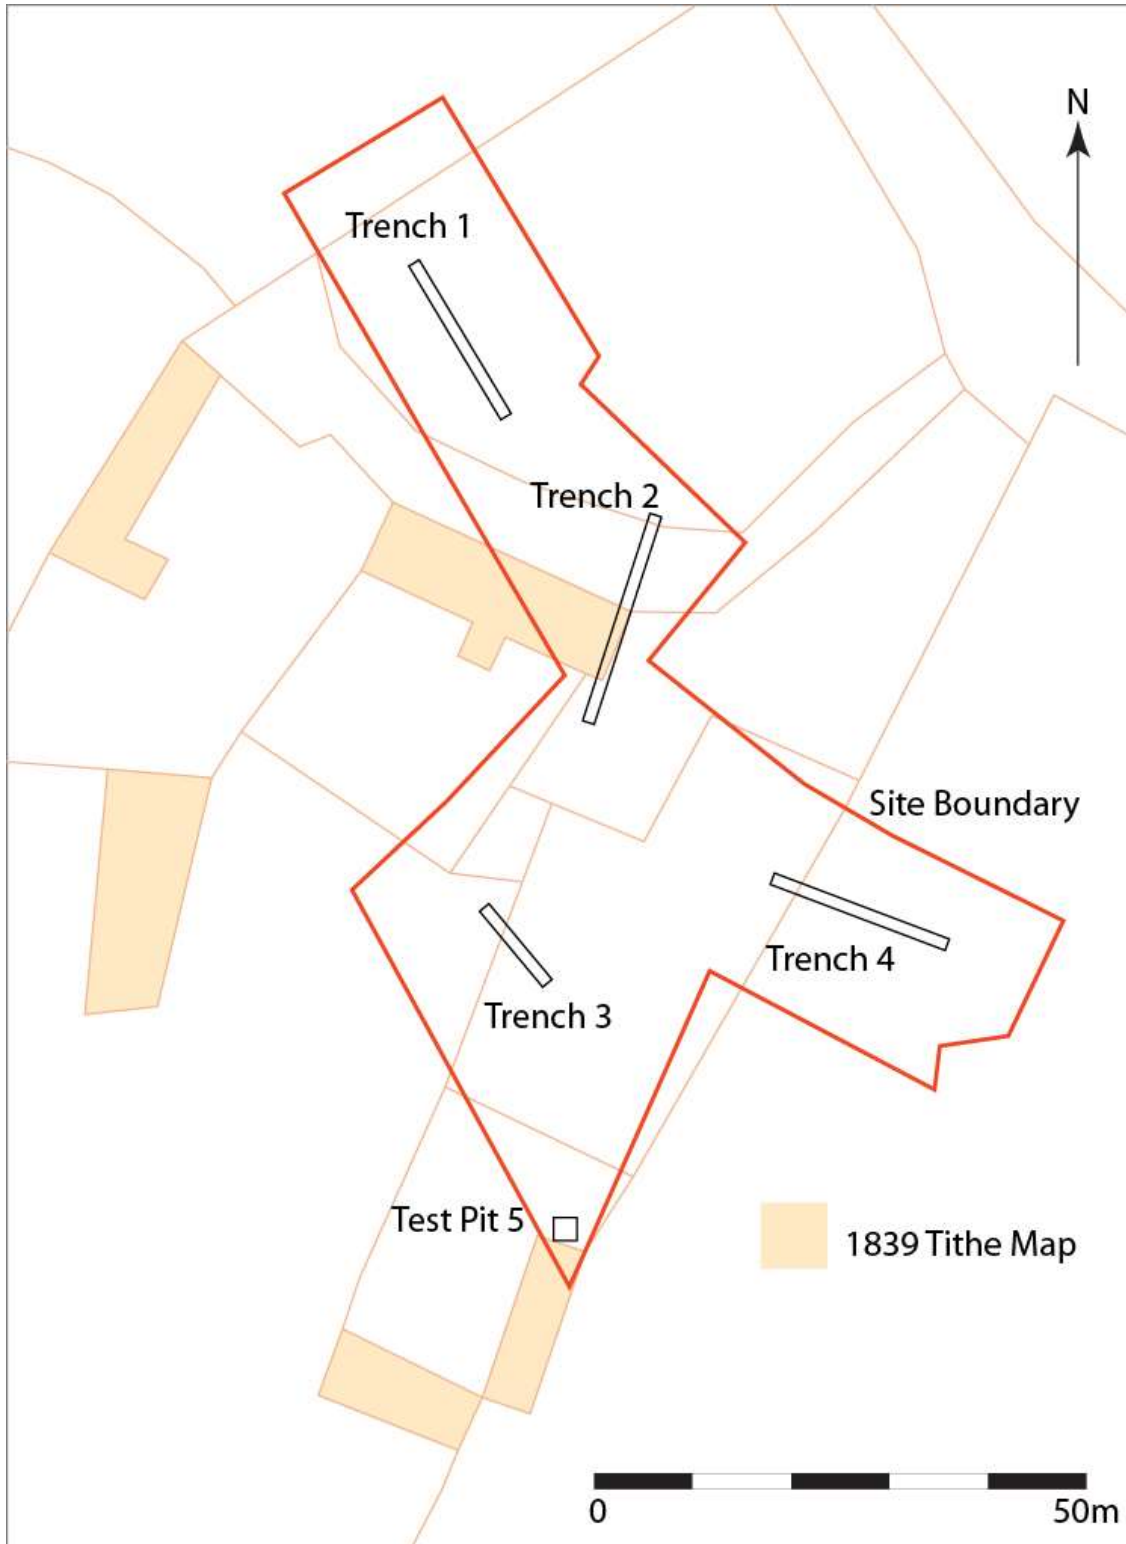 N
Trench 1
Trench 2
Site Boundary
Trench 4
Trench 3
Test Pit 5
1839 Tithe Map
0 50m